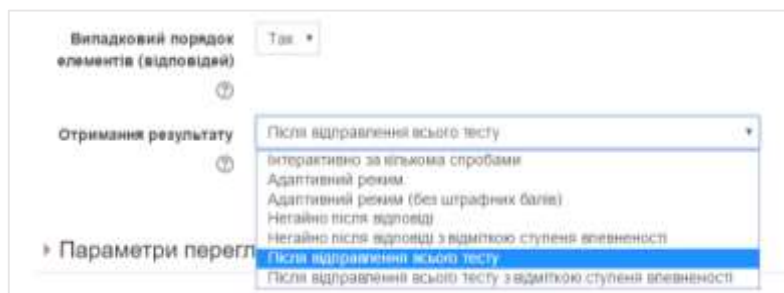 Випадковий порядок
елементів (відповідей)
Так
Отримання результату
Після відправлення всього тесту
Інтерактивно за кількома спробами
Адаптивний режим
Адаптивний режим (без штрафних балів)
Негайно після відповіді
Негайно після відповіді з відміткою ступеня впевненості
Після відправлення всього тесту
Після відправлення всього тесту з відміткою ступеня впевненості
Параметри перегл